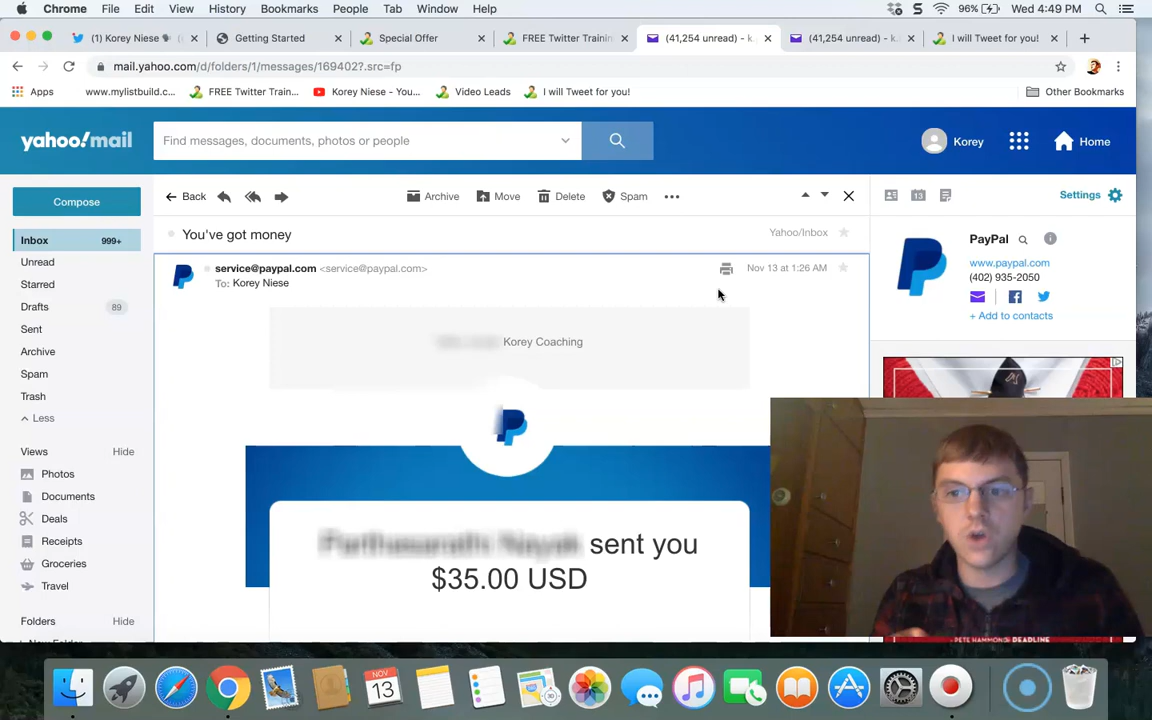 Chrome File Edit View History Bookmarks People Tab Window Help 96% Wed 4:49 PM
(1) Korey Niese Getting Started Special Offer FREE Twitter Trainin (41,254 unread) - k. (41,254 unread) - k. I will Tweet for you!
mail.yahoo.com/d/folders/1/messages/169402?.src=fp
Apps www.mylistbuild.c... FREE Twitter Train... Korey Niese - You... Video Leads I will Tweet for you! Other Bookmarks
yahoo!mail Find messages, documents, photos or people Korey Home
Compose Back Archive Move Delete Spam Settings
Inbox 999+ You've got money Yahoo/Inbox
Unread service@paypal.com <service@paypal.com> Nov 13 at 1:26 AM
To: Korey Niese
PayPal
www.paypal.com
(402) 935-2050
+ Add to contacts
Starred
Drafts 89
Sent
Archive
Spam
Trash
Less
Korey Coaching
Views Hide
Photos
Documents
Deals
Receipts
Groceries
Travel
sent you
$35.00 USD
Folders Hide
PETE HAMMOND, DEADLINE
NOV
13